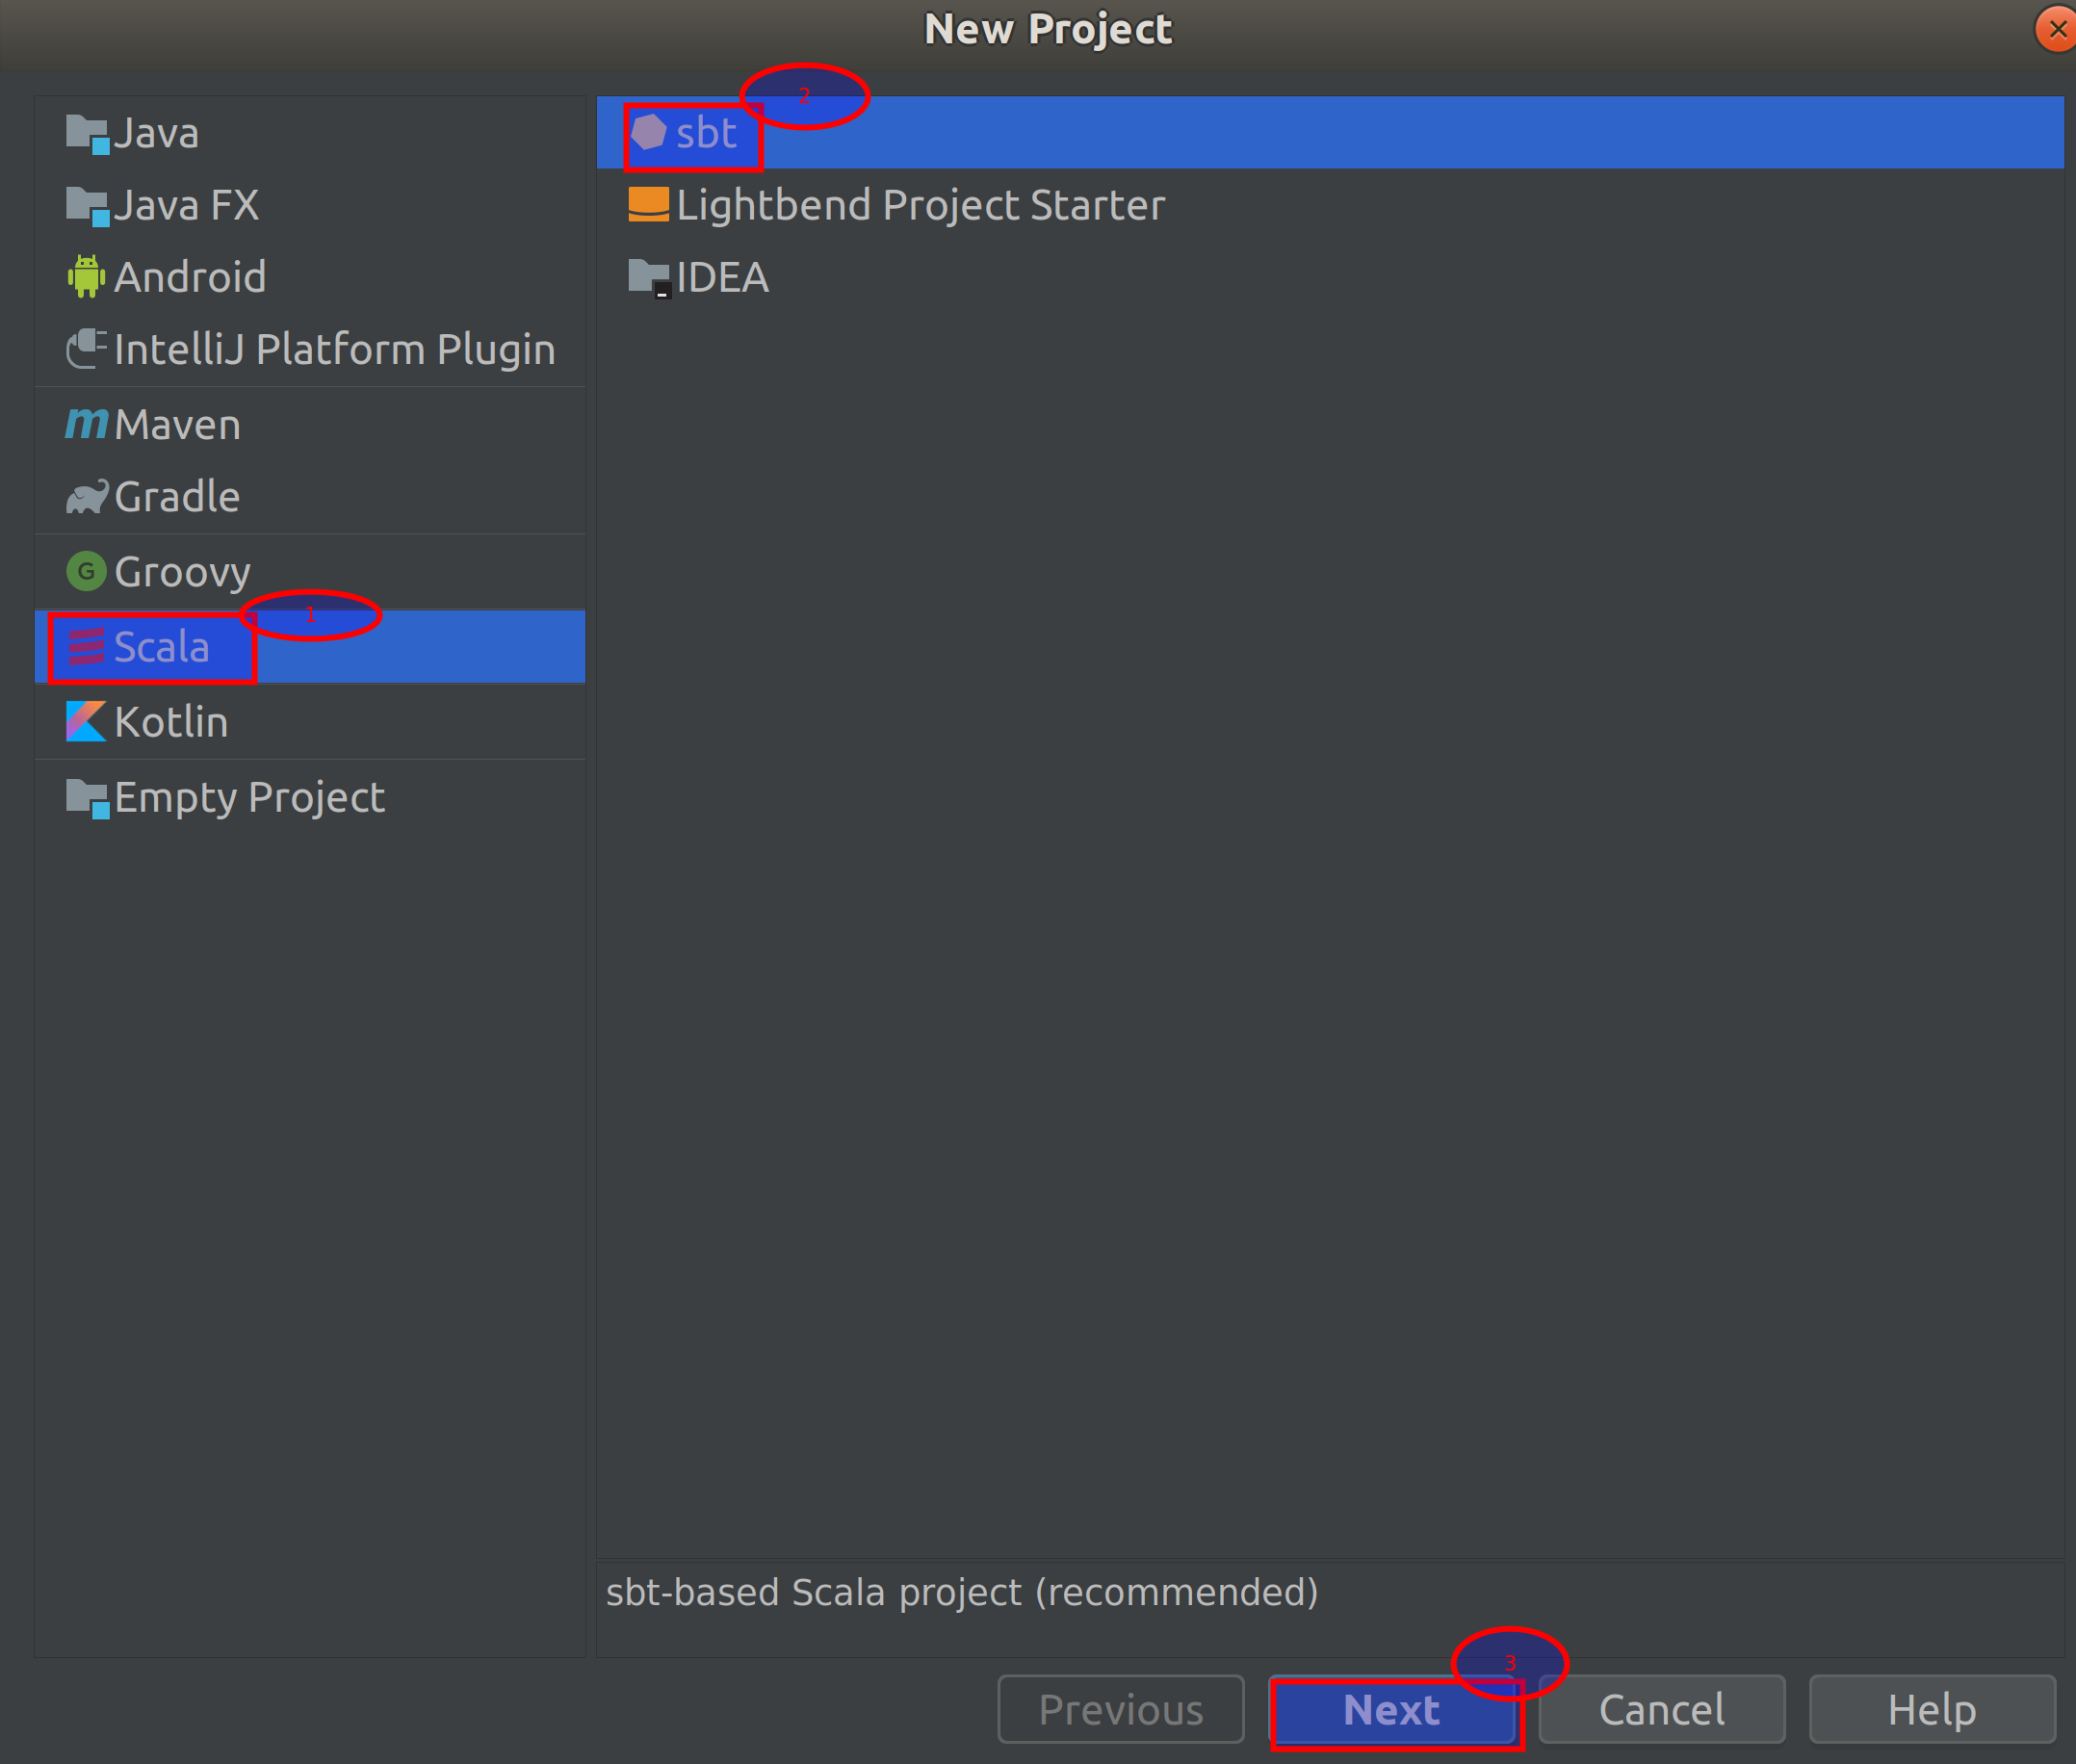 New Project
Java
Java FX
Android
IntelliJ Platform Plugin
m Maven
Gradle
G Groovy
1
Scala
Kotlin
Empty Project
2
sbt
Lightbend Project Starter
IDEA
sbt-based Scala project (recommended)
3
Previous Next Cancel Help